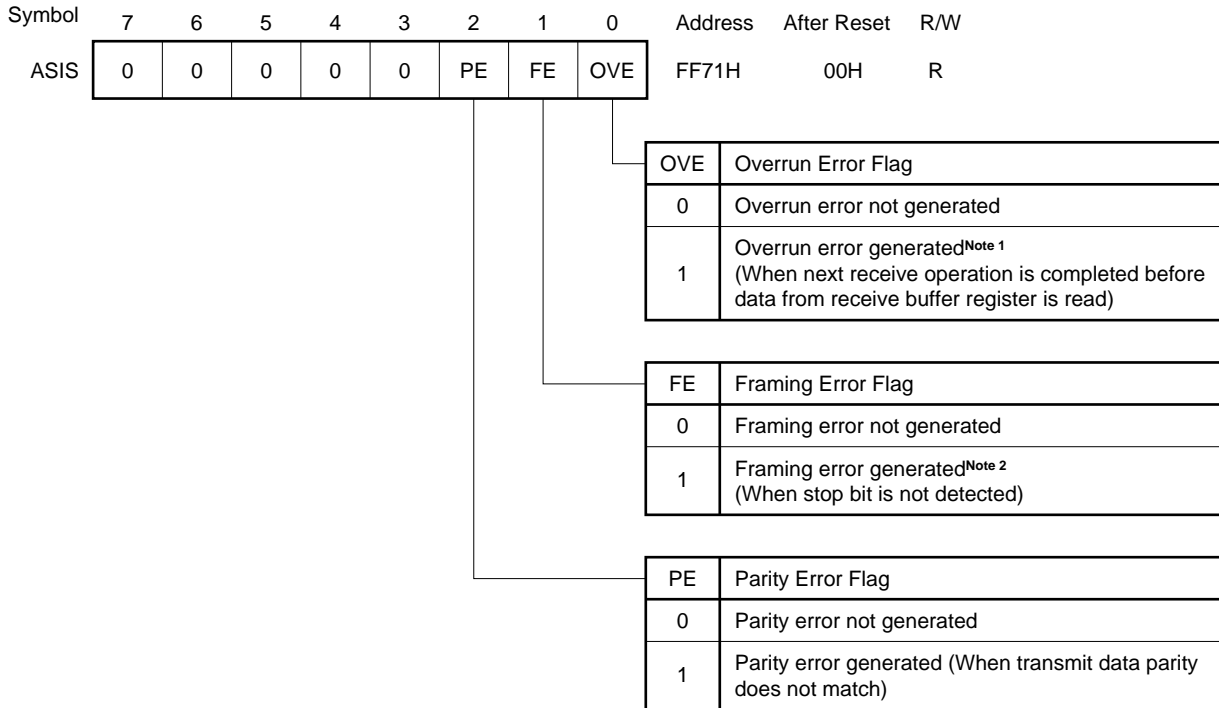 Symbol 7 6 5 4 3 2 1 0 Address After Reset R/W
ASIS 0 0 0 0 0 PE FE OVE FF71H 00H R
OVE Overrun Error Flag
0 Overrun error not generated
1 Overrun error generatedNote 1
(When next receive operation is completed before
data from receive buffer register is read)
FE Framing Error Flag
0 Framing error not generated
1 Framing error generatedNote 2
(When stop bit is not detected)
PE Parity Error Flag
0 Parity error not generated
1 Parity error generated (When transmit data parity
does not match)